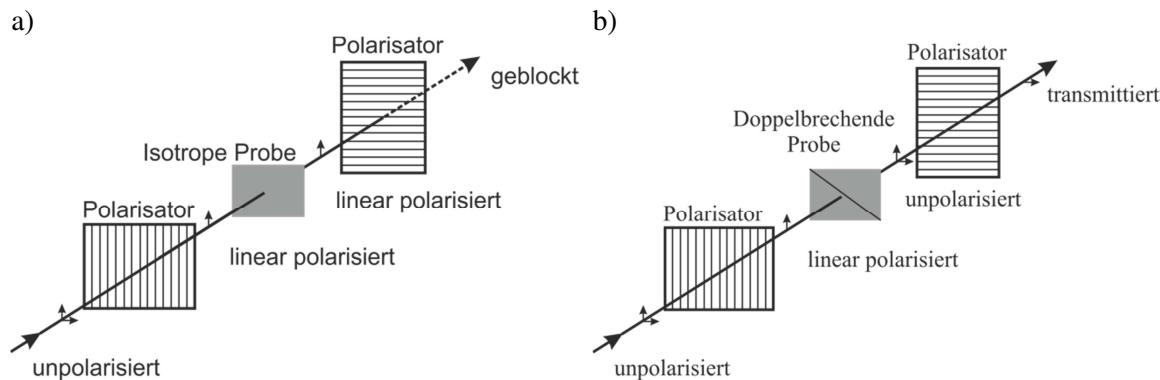 a)
Polarisator
geblockt
Isotrope Probe
linear polarisiert
Polarisator
linear polarisiert
unpolarisiert
b)
Polarisator
transmittiert
Doppelbrechende
Probe
unpolarisiert
Polarisator
linear polarisiert
unpolarisiert